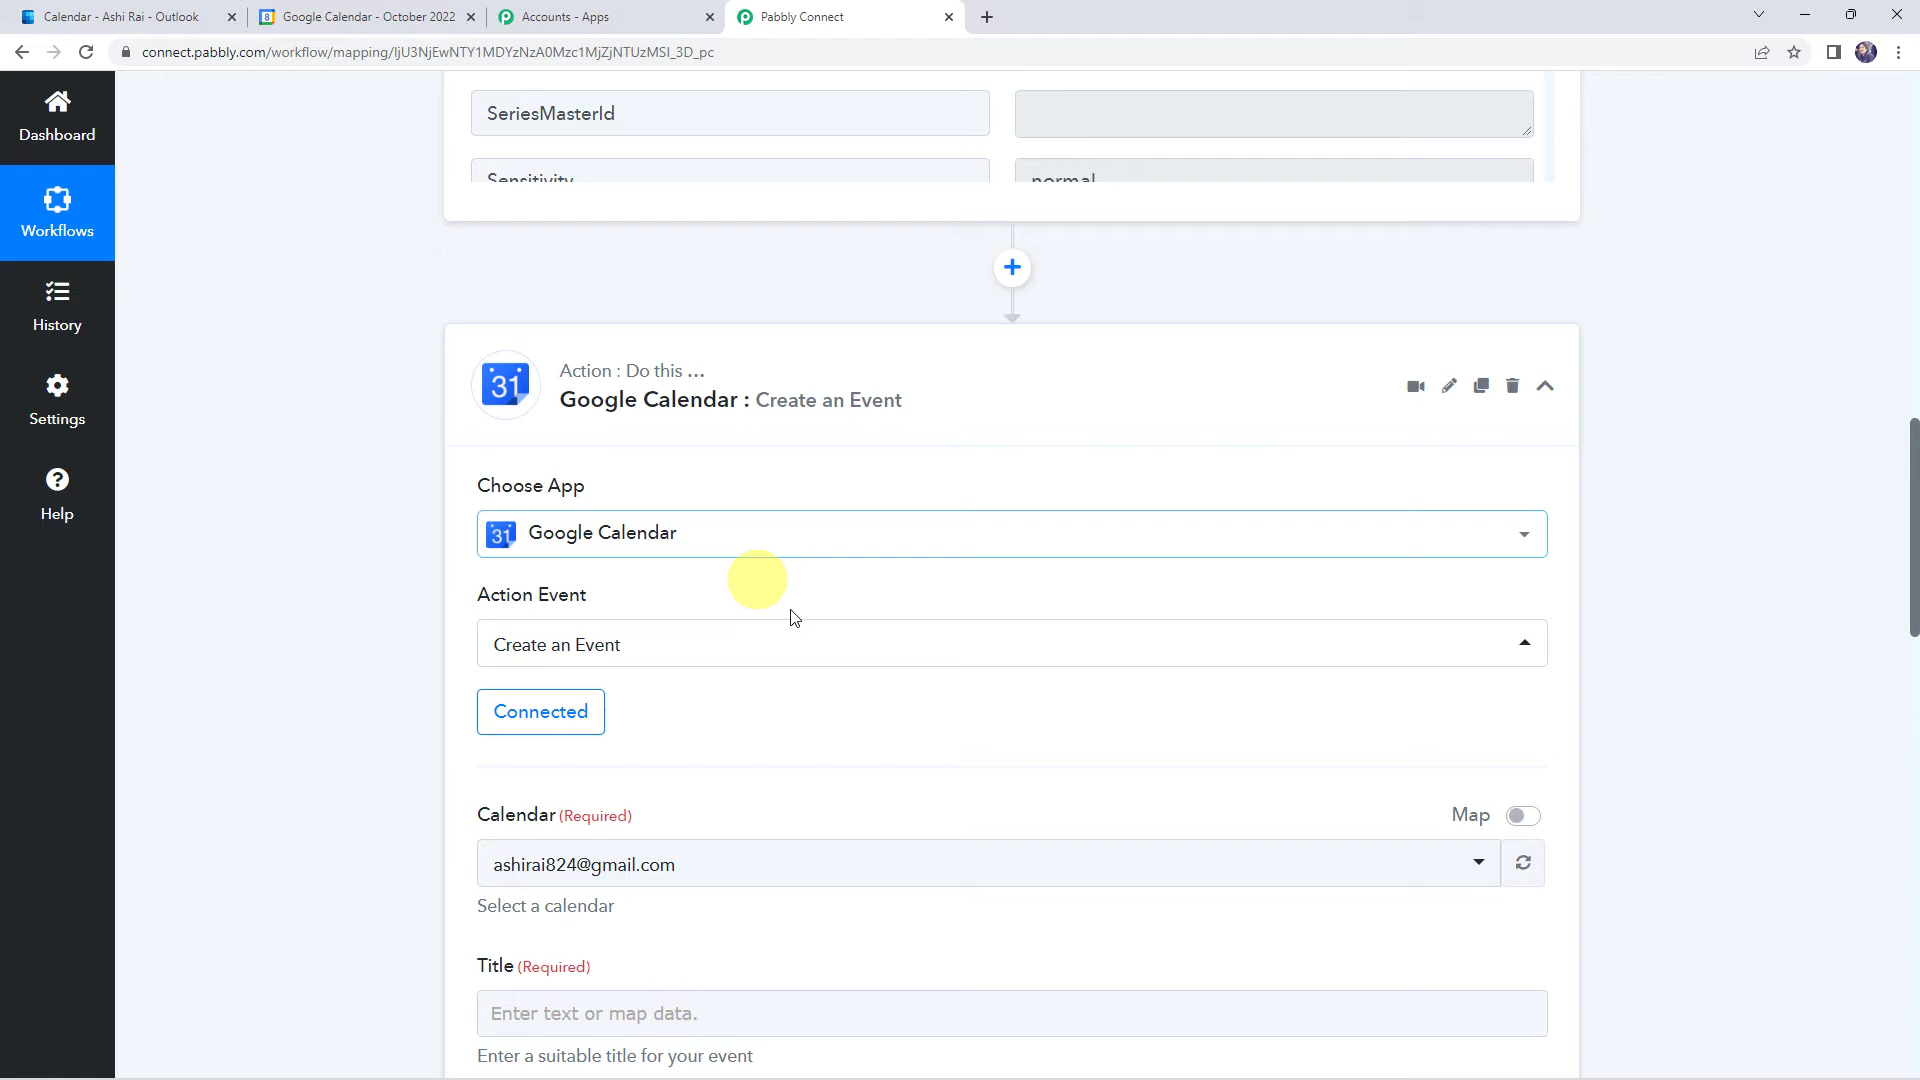 Calendar - Ashi Rai - Outlook
Google Calendar - October 2022
Accounts - Apps
Pabbly Connect
connect.pabbly.com/workflow/mapping/IjU3NjEwNTY1MDYzNzA0Mzc1MjZjNTUzMSI_3D_pc
Dashboard
Workflows
History
Settings
Help
SeriesMasterId
Sensitivity
normal
31
Action : Do this ...
Google Calendar : Create an Event
Choose App
31
Google Calendar
Action Event
Create an Event
Connected
Calendar (Required)
Map
ashirai824@gmail.com
Select a calendar
Title (Required)
Enter text or map data.
Enter a suitable title for your event